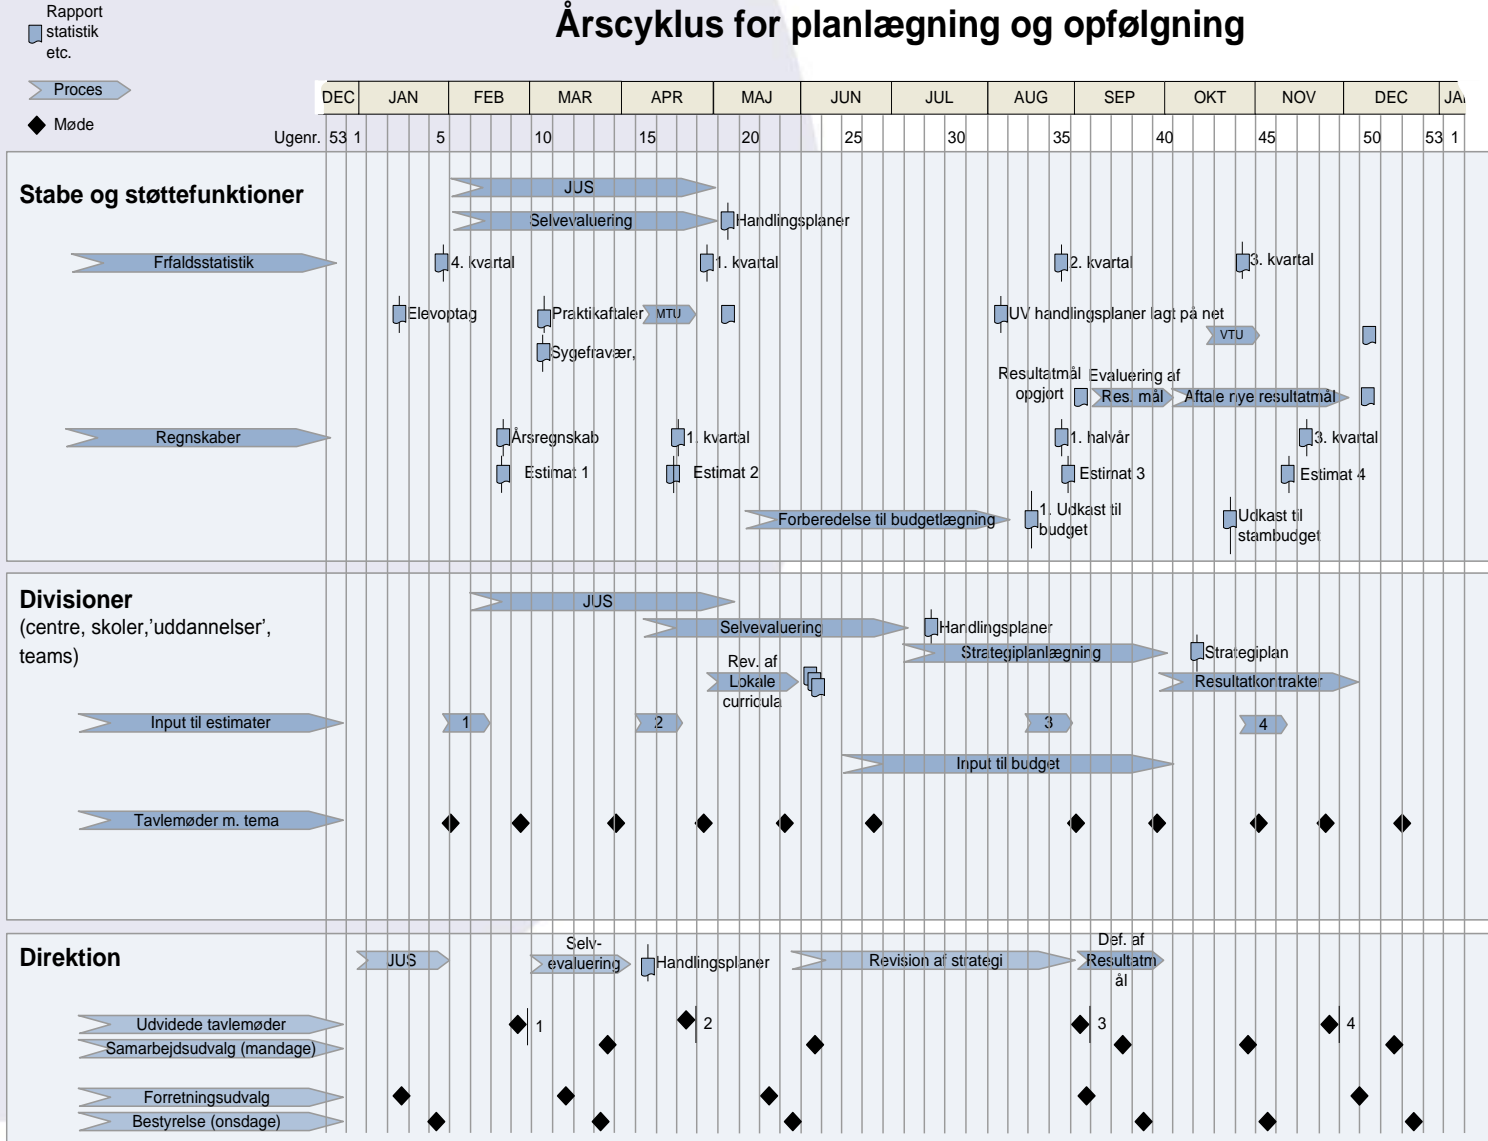 Årscyklus for planlægning og opfølgning
Rapport
statistik
etc.
Proces
Møde
DEC JAN FEB MAR APR MAJ JUN JUL AUG SEP OKT NOV DEC
Ugenr. 53 1 5 10 15 20 25 30 35 40 45 50 53 1
Stabe og støttefunktioner
JUS
Selvevaluering
Handlingsplaner
Frfaldsstatistik
4. kvartal
1. kvartal
2. kvartal
3. kvartal
Elevoptag
Praktikaftaler
MTU
UV handlingsplaner lagt på net
VTU
Sygefravær,
Resultatmål
opgjort
Evaluering af
Res. mål
Aftale nye resultatmål
Regnskaber
Årsregnskab
1. kvartal
1. halvår
3. kvartal
Estimat 1
Estimat 2
Estimat 3
Estimat 4
Forberedelse til budgetlægning
1. Udkast til
budget
Udkast til
stambudget
Divisioner
(centre, skoler,'uddannelser',
teams)
JUS
Selvevaluering
Handlingsplaner
Strategiplanlægning
Strategiplan
Rev. af
Lokale
curricula
Resultatkontrakter
Input til estimater
1
2
3
4
Input til budget
Tavlemøder m. tema
Direktion
JUS
Selv-
evaluering
Handlingsplaner
Revision af strategi
Def. af
Resultatm
ål
Udvidede tavlemøder
1
2
3
4
Samarbejdsudvalg (mandage)
Forretningsudvalg
Bestyrelse (onsdage)